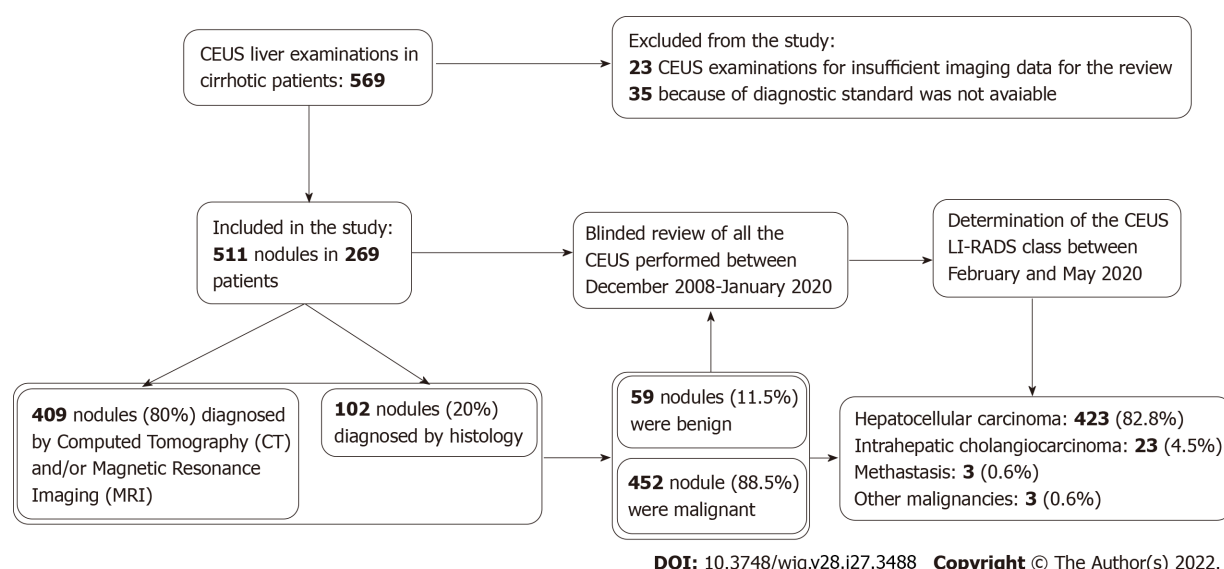 CEUS liver examinations in
cirrhotic patients: 569
Excluded from the study:
23 CEUS examinations for insufficient imaging data for the review
35 because of diagnostic standard was not avaiable
Included in the study:
511 nodules in 269
patients
Blinded review of all the
CEUS performed between
December 2008-January 2020
Determination of the CEUS
LI-RADS class between
February and May 2020
409 nodules (80%) diagnosed
by Computed Tomography (CT)
and/or Magnetic Resonance
Imaging (MRI)
102 nodules (20%)
diagnosed by histology
59 nodules (11.5%)
were benign
452 nodule (88.5%)
were malignant
Hepatocellular carcinoma: 423 (82.8%)
Intrahepatic cholangiocarcinoma: 23 (4.5%)
Methastasis: 3 (0.6%)
Other malignancies: 3 (0.6%)
DOI: 10.3748/wjg.v28.i27.3488 Copyright © The Author(s) 2022.